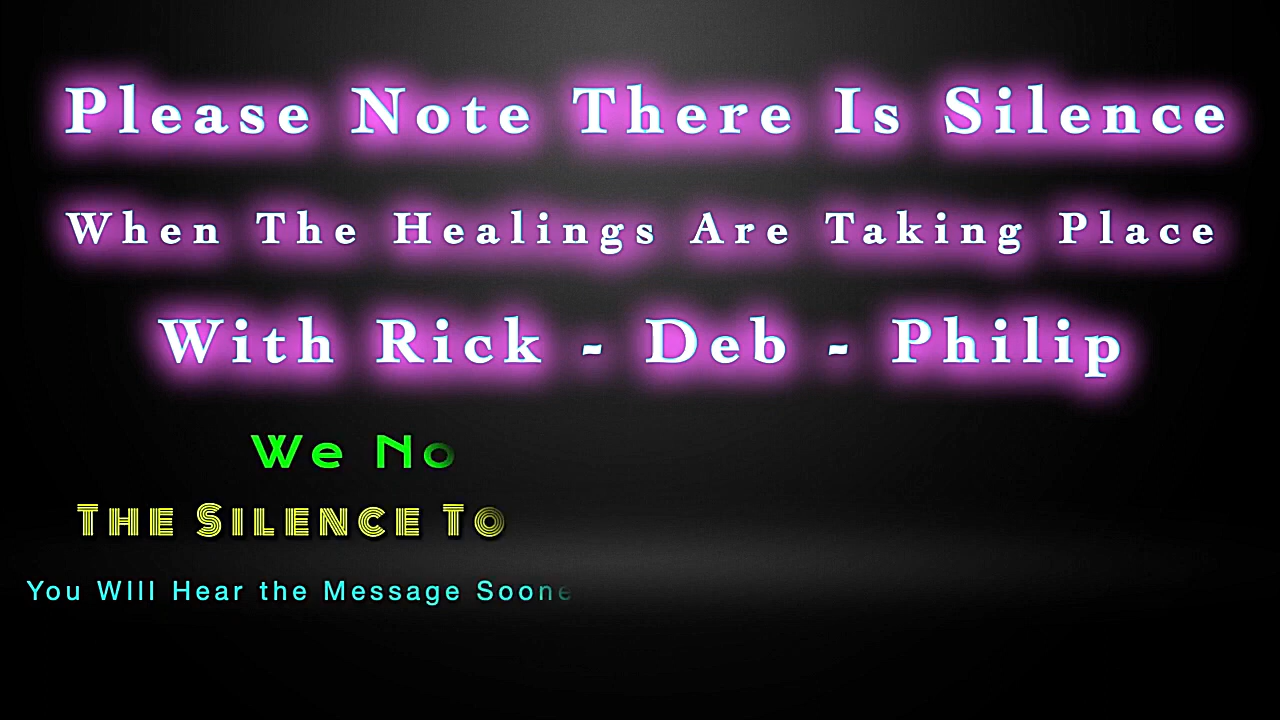 Please Note There Is Silence
When The Healings Are Taking Place
With Rick - Deb - Philip
We No
The Silence To
You WIll Hear the Message Soone